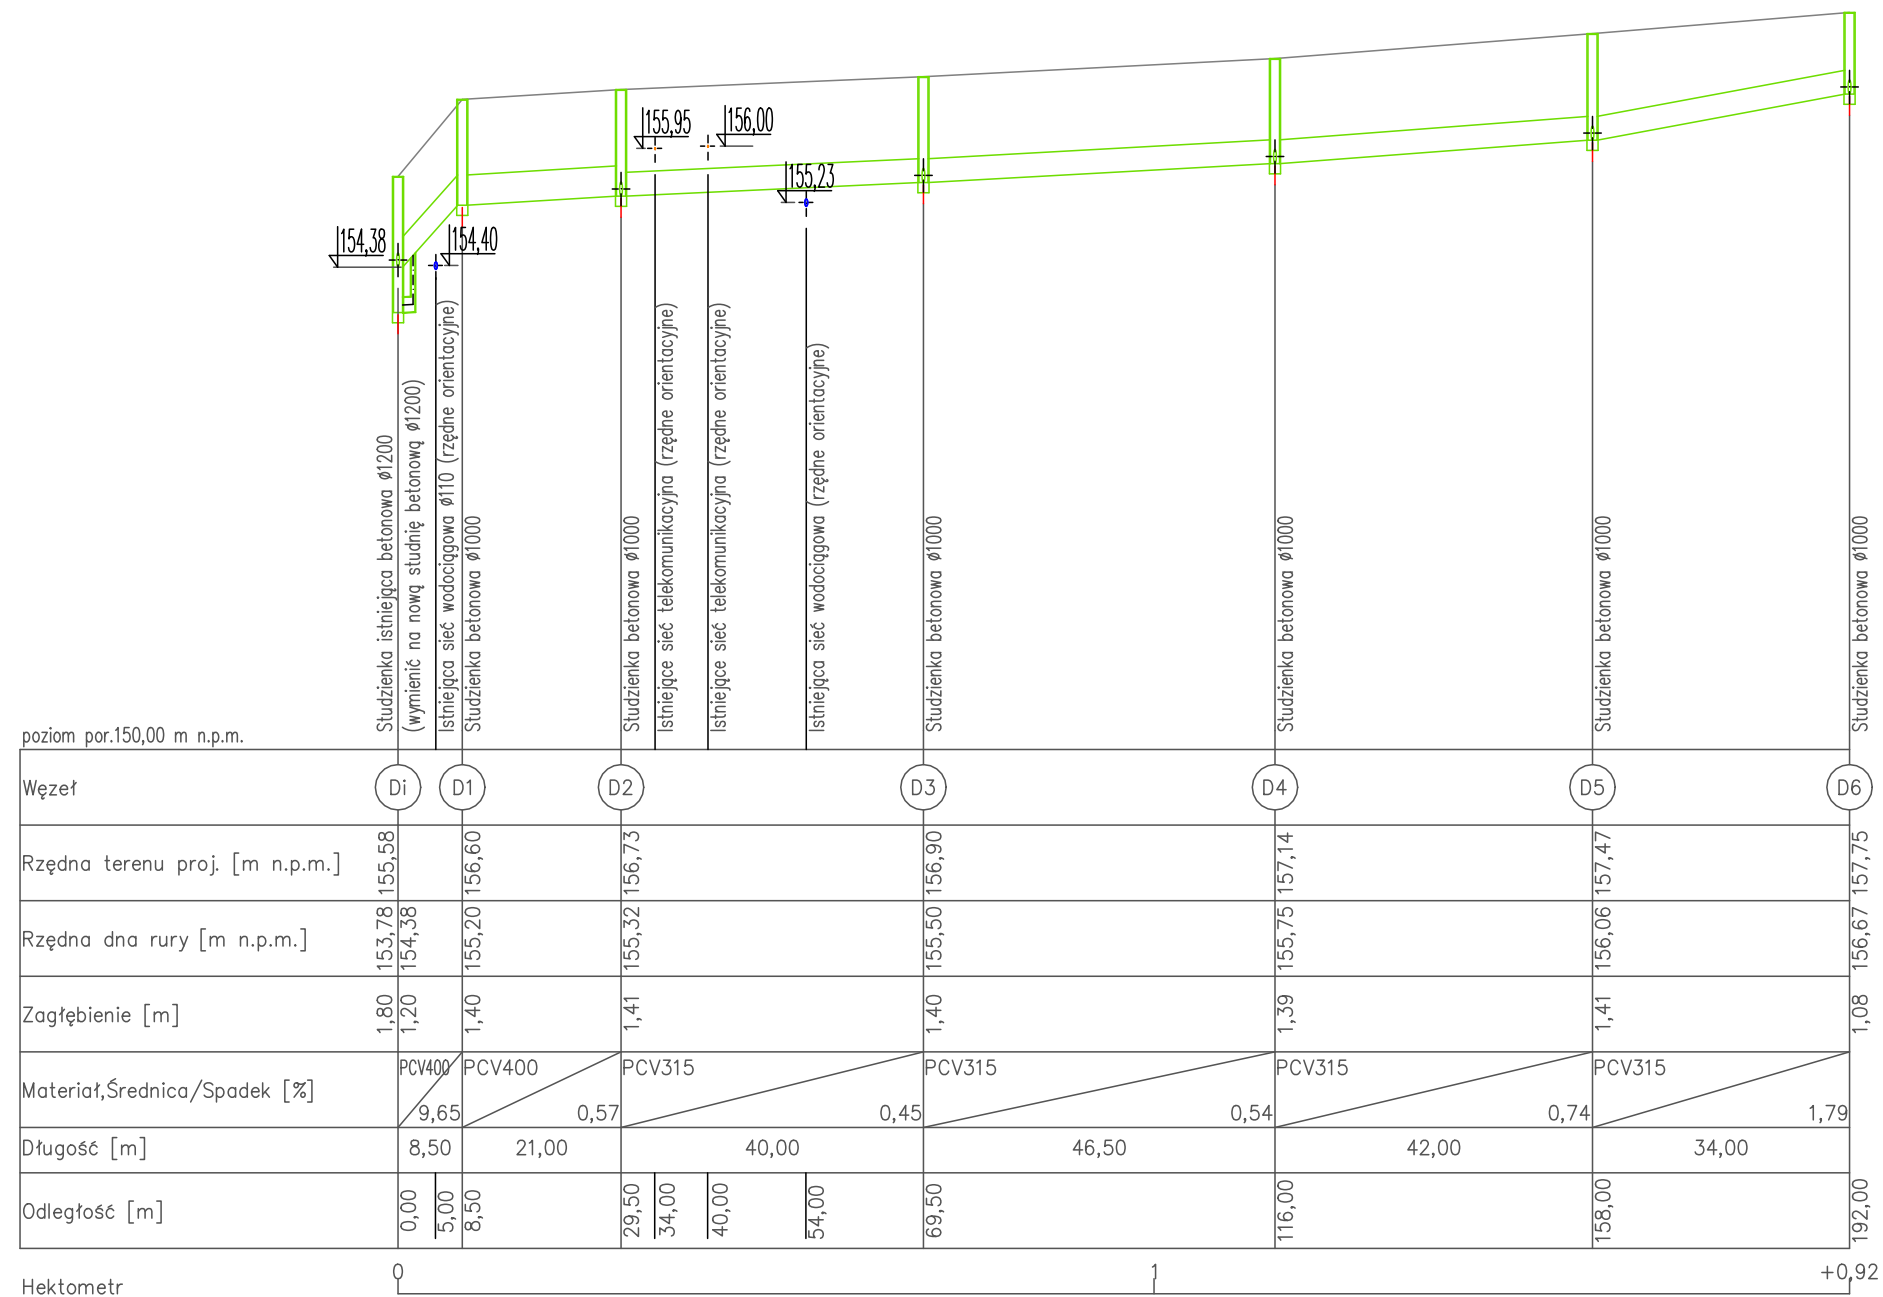 155,95
156,00
155,23
154,38
154,40
Studzienka istniejąca betonowa ø1200
(wymienić na nową studnię betonową ø1200)
Istniejąca sieć wodociągowa ø110 (rzędne orientacyjne)
Studzienka betonowa ø1000
Studzienka betonowa ø1000
Istniejące sieć telekomunikacyjna (rzędne orientacyjne)
Istniejące sieć telekomunikacyjna (rzędne orientacyjne)
Istniejąca sieć wodociągowa (rzędne orientacyjne)
Studzienka betonowa ø1000
Studzienka betonowa ø1000
Studzienka betonowa ø1000
Studzienka betonowa ø1000
poziom por.150,00 m n.p.m.
Węzeł Di D1 D2 D3 D4 D5 D6
Rzędna terenu proj. [m n.p.m.] 155,58 156,60 156,73 156,90 157,14 157,47 157,75
Rzędna dna rury [m n.p.m.] 153,78 154,38 155,20 155,32 155,50 155,75 156,06 156,67
Zagłębienie [m] 1,80 1,20 1,40 1,41 1,40 1,39 1,41 1,08
PCV400 PCV400 PCV315 PCV315 PCV315 PCV315
Materiał,Średnica/Spadek [%]
9,65 0,57 0,45 0,54 0,74 1,79
Długość [m] 8,50 21,00 40,00 46,50 42,00 34,00
Odległość [m] 0,00 5,00 8,50 29,50 34,00 40,00 54,00 69,50 116,00 158,00 192,00
Hektometr 0 1 +0,92